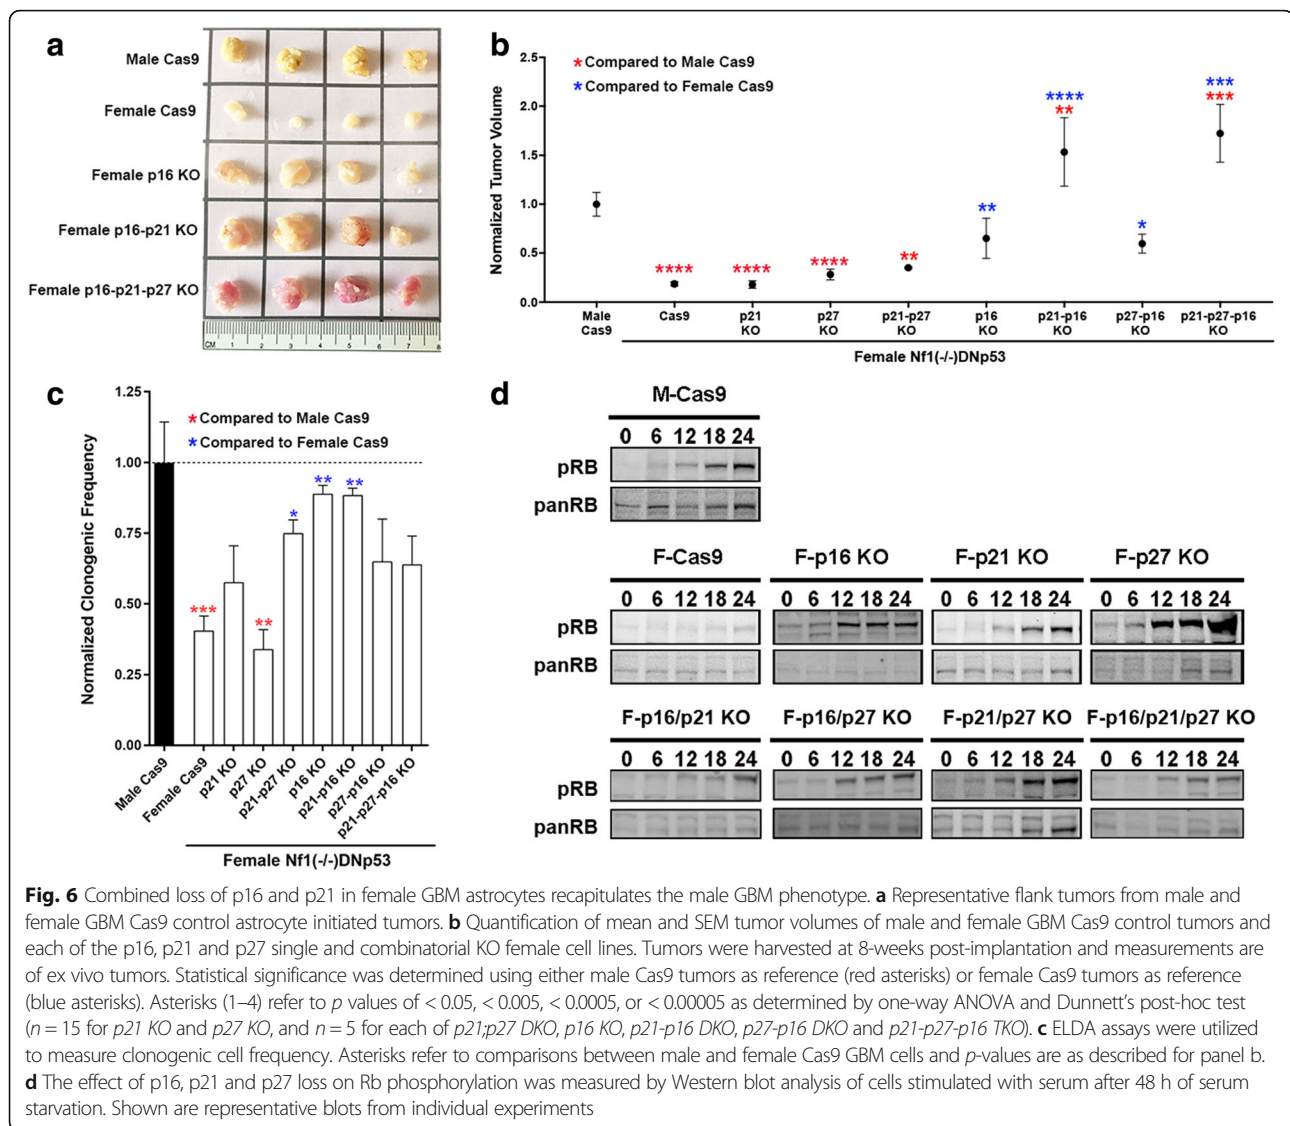 a
Male Cas9
Female Cas9
Female p16 KO
Female p16-p21 KO
Female p16-p21-p27 KO
CM 1 2 3 4 5 6 7 8
b
Normalized Tumor Volume
2.5
2.0
1.5
1.0
0.5
0.0
* Compared to Male Cas9
* Compared to Female Cas9
**** **** **** ** ** **** ** * *** ***
Male Cas9
Cas9
p21 KO
p27 KO
p21-p27 KO
p16 KO
p21-p16 KO
p27-p16 KO
p21-p27-p16 KO
Female Nf1(-/-)DNp53
c
Normalized Clonogenic Frequency
1.25
1.00
0.75
0.50
0.25
0.00
* Compared to Male Cas9
* Compared to Female Cas9
*** ** * ** **
Male Cas9
Female Cas9
p21 KO
p27 KO
p21-p27 KO
p16 KO
p21-p16 KO
p27-p16 KO
p21-p27-p16 KO
Female Nf1(-/-)DNp53
d
M-Cas9
0 6 12 18 24
pRB
panRB
F-Cas9 F-p16 KO F-p21 KO F-p27 KO
0 6 12 18 24 0 6 12 18 24 0 6 12 18 24 0 6 12 18 24
pRB
panRB
F-p16/p21 KO F-p16/p27 KO F-p21/p27 KO F-p16/p21/p27 KO
0 6 12 18 24 0 6 12 18 24 0 6 12 18 24 0 6 12 18 24
pRB
panRB
Fig. 6 Combined loss of p16 and p21 in female GBM astrocytes recapitulates the male GBM phenotype. a Representative flank tumors from male and
female GBM Cas9 control astrocyte initiated tumors. b Quantification of mean and SEM tumor volumes of male and female GBM Cas9 control tumors and
each of the p16, p21 and p27 single and combinatorial KO female cell lines. Tumors were harvested at 8-weeks post-implantation and measurements are
of ex vivo tumors. Statistical significance was determined using either male Cas9 tumors as reference (red asterisks) or female Cas9 tumors as reference
(blue asterisks). Asterisks (1–4) refer to p values of < 0.05, < 0.005, < 0.0005, or < 0.00005 as determined by one-way ANOVA and Dunnett's post-hoc test
(n = 15 for p21 KO and p27 KO, and n = 5 for each of p21;p27 DKO, p16 KO, p21-p16 DKO, p27-p16 DKO and p21-p27-p16 TKO). c ELDA assays were utilized
to measure clonogenic cell frequency. Asterisks refer to comparisons between male and female Cas9 GBM cells and p-values are as described for panel b.
d The effect of p16, p21 and p27 loss on Rb phosphorylation was measured by Western blot analysis of cells stimulated with serum after 48 h of serum
starvation. Shown are representative blots from individual experiments